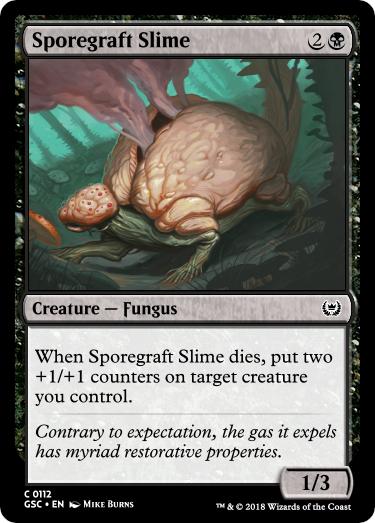 Sporegraft Slime 2
Creature — Fungus
When Sporegraft Slime dies, put two
+1/+1 counters on target creature
you control.
Contrary to expectation, the gas it expels
has myriad restorative properties.
1/3
C 0112
GSC • EN MIKE BURNS
™ & © 2018 Wizards of the Coast